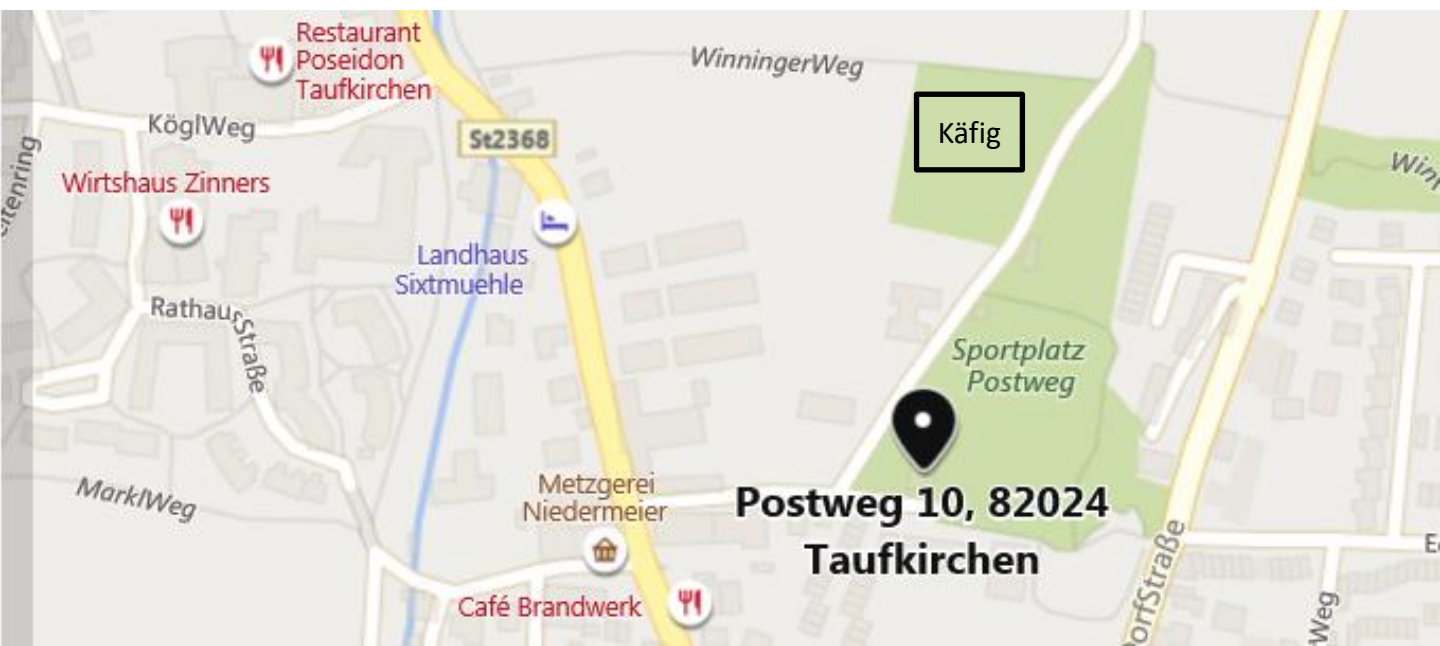 Restaurant
Poseidon
Taufkirchen
WinningerWeg
Käfig
KöglWeg
St2368
Wirtshaus Zinners
Landhaus
Sixtmuehle
RathausStraße
Sportplatz
Postweg
MarklWeg
Metzgerei
Niedermeier
Postweg 10, 82024
Taufkirchen
Café Brandwerk